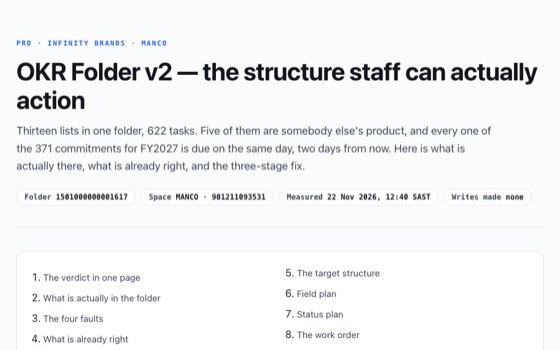 PRD · INFINITY BRANDS · MANCO
OKR Folder v2 — the structure staff can actually
action
Thirteen lists in one folder, 622 tasks. Five of them are somebody else's product, and every one of
the 371 commitments for FY2027 is due on the same day, two days from now. Here is what is
actually there, what is already right, and the three-stage fix.
Folder 1501000000001617 Space MANCO · 901211093531 Measured 22 Nov 2026, 12:40 SAST Writes made none
1. The verdict in one page
2. What is actually in the folder
3. The four faults
4. What is already right
5. The target structure
6. Field plan
7. Status plan
8. The work order